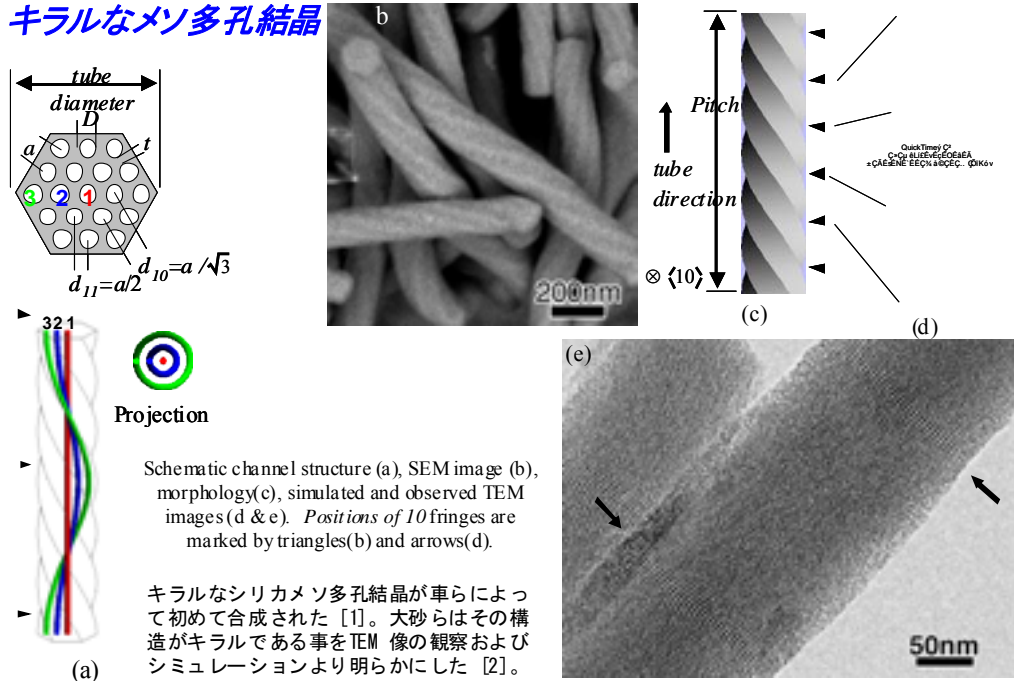 キラルなメソ多孔結晶
tube
diameter
D
a
t
3 2 1
d10=a/√3
d11=a/2
321
Projection
(a)
b
200nm
Pitch
tube
direction
⊗ ⟨10⟩
(c)
QuickTimeý Ç²
(d)
(e)
50nm
Schematic channel structure (a), SEM image (b),
morphology(c), simulated and observed TEM
images (d & e). Positions of 10 fringes are
marked by triangles(b) and arrows(d).
キラルなシリカメソ多孔結晶が車らによっ
て初めて合成された [1]。大砂らはその構
造がキラルである事をTEM 像の観察および
シミュレーションより明らかにした [2]。